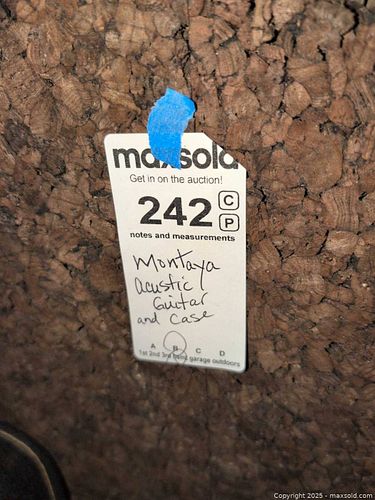 maxsold
Get in on the auction!
242 C
P
notes and measurements
Montaya
acustic
Guitar
and case
A B C D
1st 2nd 3rd garage outdoors
Copyright 2025 - maxsold.com